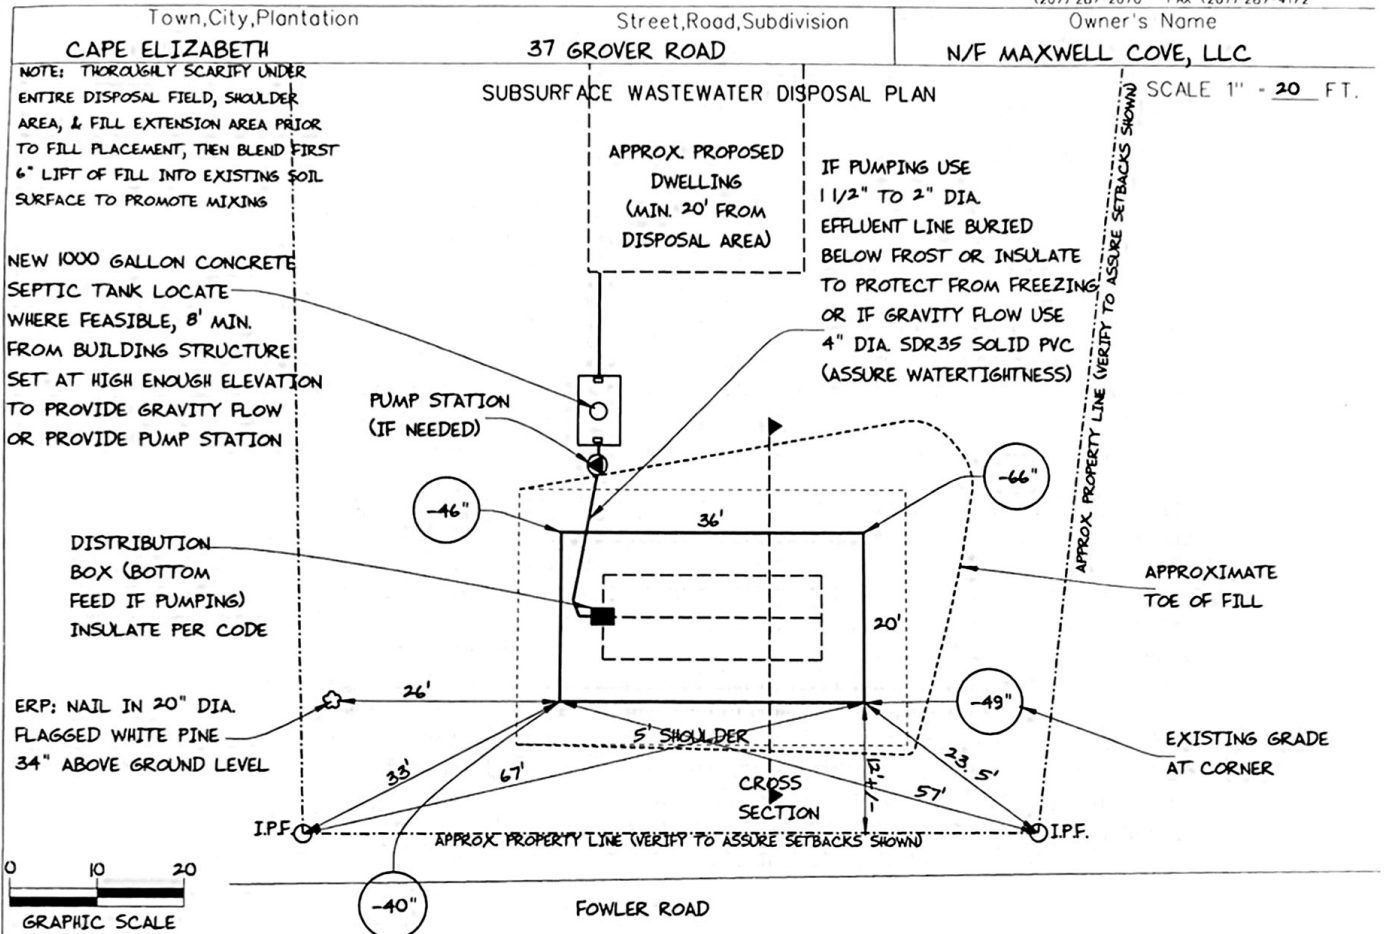 (207) 287-2070 FAX (207) 287-4172
Town,City,Plantation
Street,Road,Subdivision
Owner's Name
CAPE ELIZABETH
37 GROVER ROAD
N/F MAXWELL COVE, LLC
NOTE: THOROUGHLY SCARIFY UNDER
ENTIRE DISPOSAL FIELD, SHOULDER
AREA, & FILL EXTENSION AREA PRIOR
TO FILL PLACEMENT, THEN BLEND FIRST
6" LIFT OF FILL INTO EXISTING SOIL
SURFACE TO PROMOTE MIXING
SUBSURFACE WASTEWATER DISPOSAL PLAN
SCALE 1" - 20 FT.
APPROX. PROPOSED
DWELLING
(MIN. 20' FROM
DISPOSAL AREA)
IF PUMPING USE
1 1/2" TO 2" DIA.
EFFLUENT LINE BURIED
BELOW FROST OR INSULATE
TO PROTECT FROM FREEZING
OR IF GRAVITY FLOW USE
4" DIA. SDR35 SOLID PVC
(ASSURE WATERTIGHTNESS)
APPROX. PROPERTY LINE (VERIFY TO ASSURE SETBACKS SHOWN)
NEW 1000 GALLON CONCRETE
SEPTIC TANK LOCATE
WHERE FEASIBLE, 8' MIN.
FROM BUILDING STRUCTURE
SET AT HIGH ENOUGH ELEVATION
TO PROVIDE GRAVITY FLOW
OR PROVIDE PUMP STATION
PUMP STATION
(IF NEEDED)
-46"
-66"
36'
DISTRIBUTION
BOX (BOTTOM
FEED IF PUMPING)
INSULATE PER CODE
APPROXIMATE
TOE OF FILL
20'
ERP: NAIL IN 20" DIA.
FLAGGED WHITE PINE
34" ABOVE GROUND LEVEL
26'
-49"
5' SHOULDER
EXISTING GRADE
AT CORNER
33'
67'
CROSS
SECTION
57'
23.5'
I.P.F.
I.P.F.
APPROX. PROPERTY LINE (VERIFY TO ASSURE SETBACKS SHOWN)
0 10 20
GRAPHIC SCALE
-40"
FOWLER ROAD